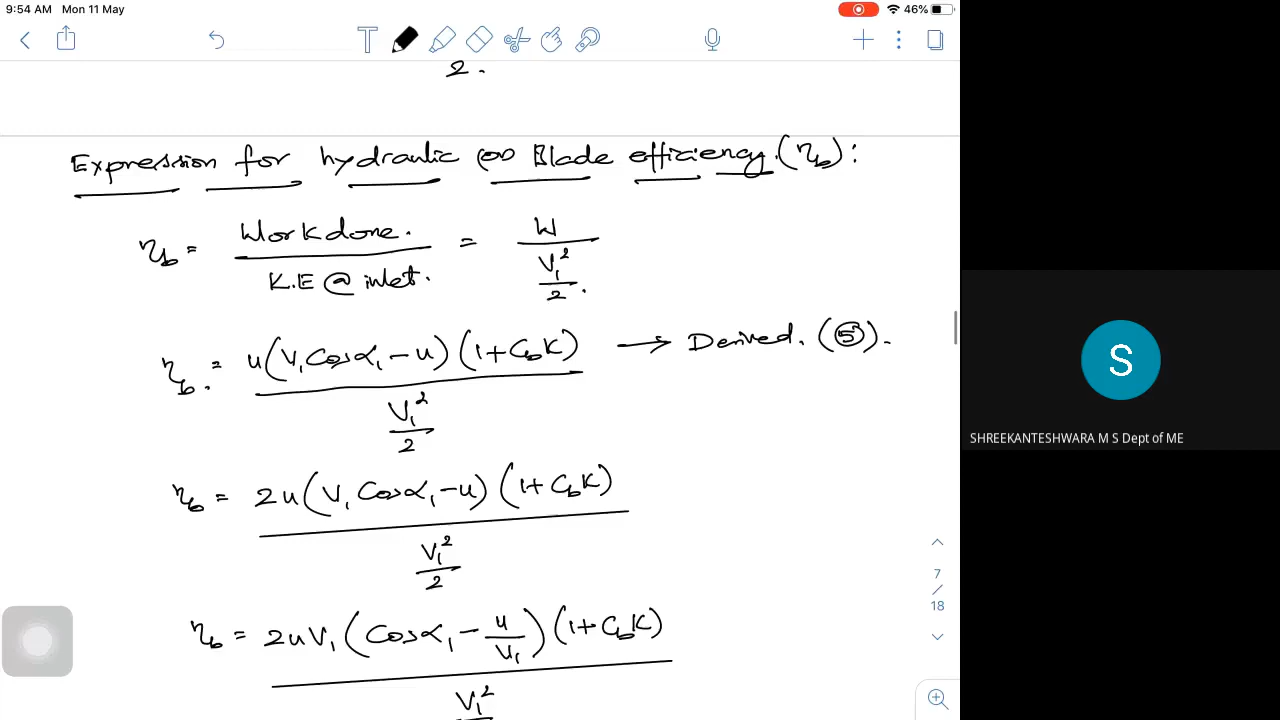 9:54 AM Mon 11 May
46%
2.
Expression for hydraulic (or) Blade efficiency. (ηb):
ηb = Workdone. / K.E @ inlet. = W / V₁²/2.
ηb. = u(V₁ Cosα₁ - u) (1 + CbK) / V₁²/2 → Derived. (⑤).
ηb = 2u(V₁ Cosα₁ - u) (1 + CbK) / V₁²/2
ηb = 2uV₁ (Cosα₁ - u/V₁) (1 + CbK) / V₁²
7
/
18
T
S
SHREEKANTESHWARA M S Dept of ME